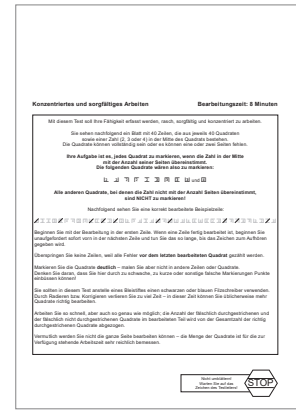 Konzentriertes und sorgfältiges Arbeiten Bearbeitungszeit: 8 Minuten
Mit diesem Test soll Ihre Fähigkeit erfasst werden, rasch, sorgfältig und konzentriert zu arbeiten.
Sie sehen nachfolgend ein Blatt mit 40 Zeilen, die aus jeweils 40 Quadraten
sowie einer Zahl (2, 3 oder 4) in der Mitte des Quadrats bestehen.
Die Quadrate können vollständig sein oder es können eine oder zwei Seiten fehlen.
Ihre Aufgabe ist es, jedes Quadrat zu markieren, wenn die Zahl in der Mitte
mit der Anzahl seiner Seiten übereinstimmt.
Die folgenden Quadrate wären also zu markieren:
und
Alle anderen Quadrate, bei denen die Zahl nicht mit der Anzahl der Seiten übereinstimmt,
sind NICHT zu markieren!
Nachfolgend sehen Sie eine korrekt bearbeitete Beispielzeile:
Beginnen Sie mit der Bearbeitung in der ersten Zeile. Wenn eine Zeile fertig bearbeitet ist, beginnen Sie
unaufgefordert sofort vorn in der nächsten Zeile und tun Sie das so lange, bis das Zeichen zum Aufhören
gegeben wird.
Überspringen Sie keine Zeilen, weil alle Fehler vor dem letzten bearbeiteten Quadrat gezählt werden.
Markieren Sie die Quadrate deutlich – malen Sie aber nicht in andere Zeilen oder Quadrate.
Denken Sie daran, dass Sie hier durch zu schwache, zu kurze oder sonstige falsche Markierungen Punkte
einbüssen können!
Sie sollten in diesem Test anstelle eines Bleistiftes einen schwarzen oder blauen Filzschreiber verwenden.
Durch Radieren bzw. Korrigieren verlieren Sie zu viel Zeit – in dieser Zeit können Sie üblicherweise mehr
Quadrate richtig bearbeiten.
Arbeiten Sie so schnell, aber auch so genau wie möglich; die Anzahl der fälschlich durchgestrichenen und
der fälschlich nicht durchgestrichenen Quadrate im bearbeiteten Teil wird von der Gesamtzahl der richtig
durchgestrichenen Quadrate abgezogen.
Vermutlich werden Sie nicht die ganze Seite bearbeiten können – die Menge der Quadrate ist für die zur
Verfügung stehende Arbeitszeit sehr reichlich bemessen.
Nicht umblättern!
Warten Sie auf das
Zeichen des Testleiters!
STOP